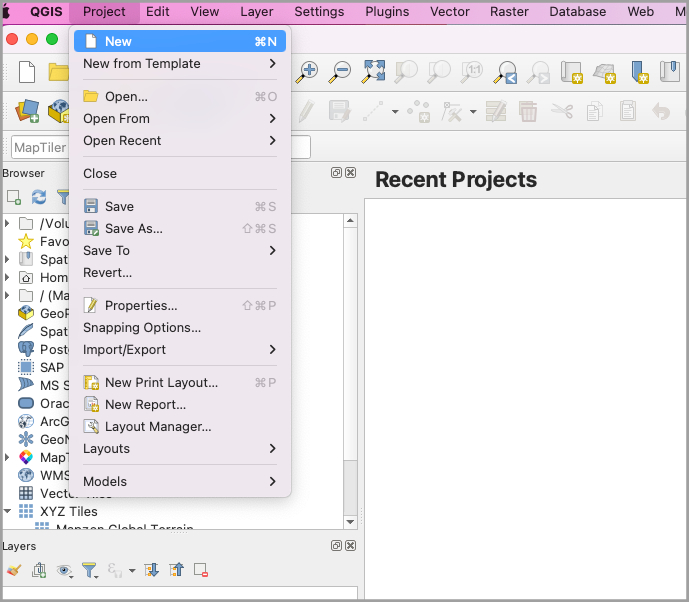 QGIS Project Edit View Layer Settings Plugins Vector Raster Database Web M
New ⌘N
New from Template
Open... ⌘O
Open From
Open Recent
Close
Save ⌘S
Save As... ⇧⌘S
Save To
Revert...
Properties... ⇧⌘P
Snapping Options...
Import/Export
New Print Layout... ⌘P
New Report...
Layout Manager...
Layouts
Models
MapTiler
Recent Projects
Browser
/Volu
Favo
Spat
Hom
/ (Ma
GeoP
Spat
Post
SAP
MS S
Orac
ArcG
GeoN
MapT
WMS
Vector Tiles
XYZ Tiles
Mapzen Global Terrain
Layers